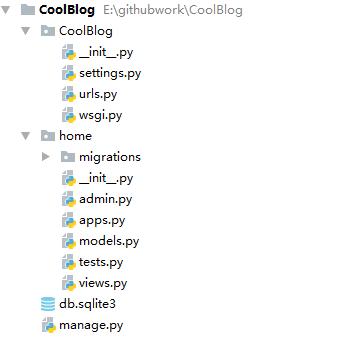 CoolBlog E:\githubwork\CoolBlog
CoolBlog
__init__.py
settings.py
urls.py
wsgi.py
home
migrations
__init__.py
admin.py
apps.py
models.py
tests.py
views.py
db.sqlite3
manage.py